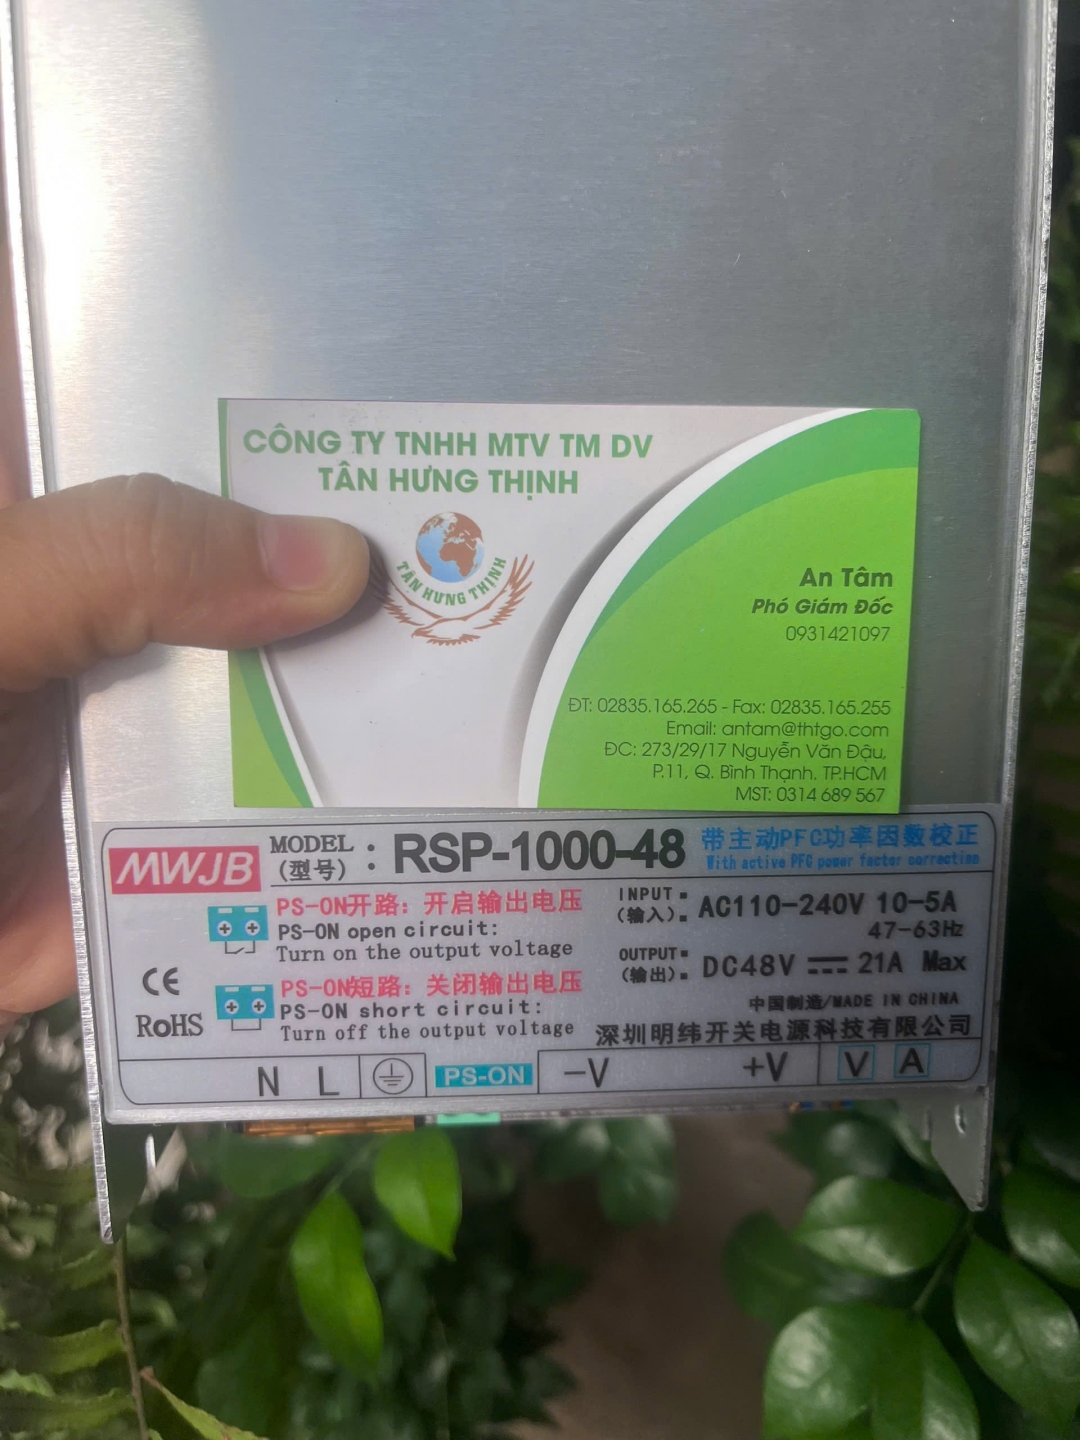 CÔNG TY TNHH MTV TM DV
TÂN HƯNG THỊNH
TÂN HƯNG THỊNH
An Tâm
Phó Giám Đốc
0931421097
ĐT: 02835.165.265 - Fax: 02835.165.255
Email: antam@thtgo.com
ĐC: 273/29/17 Nguyễn Văn Đậu,
P.11, Q. Bình Thạnh. TP.HCM
MST: 0314 689 567
MWJB
MODEL
(型号)
: RSP-1000-48
带主动PFC功率因数校正
With active PFC power factor correction
PS-ON开路: 开启输出电压
PS-ON open circuit:
Turn on the output voltage
PS-ON短路: 关闭输出电压
PS-ON short circuit:
Turn off the output voltage
CE
RoHS
INPUT
(输入): AC110-240V 10-5A
47-63Hz
OUTPUT
(输出): DC48V 21A Max
中国制造/MADE IN CHINA
深圳明纬开关电源科技有限公司
N L PS-ON -V +V V A